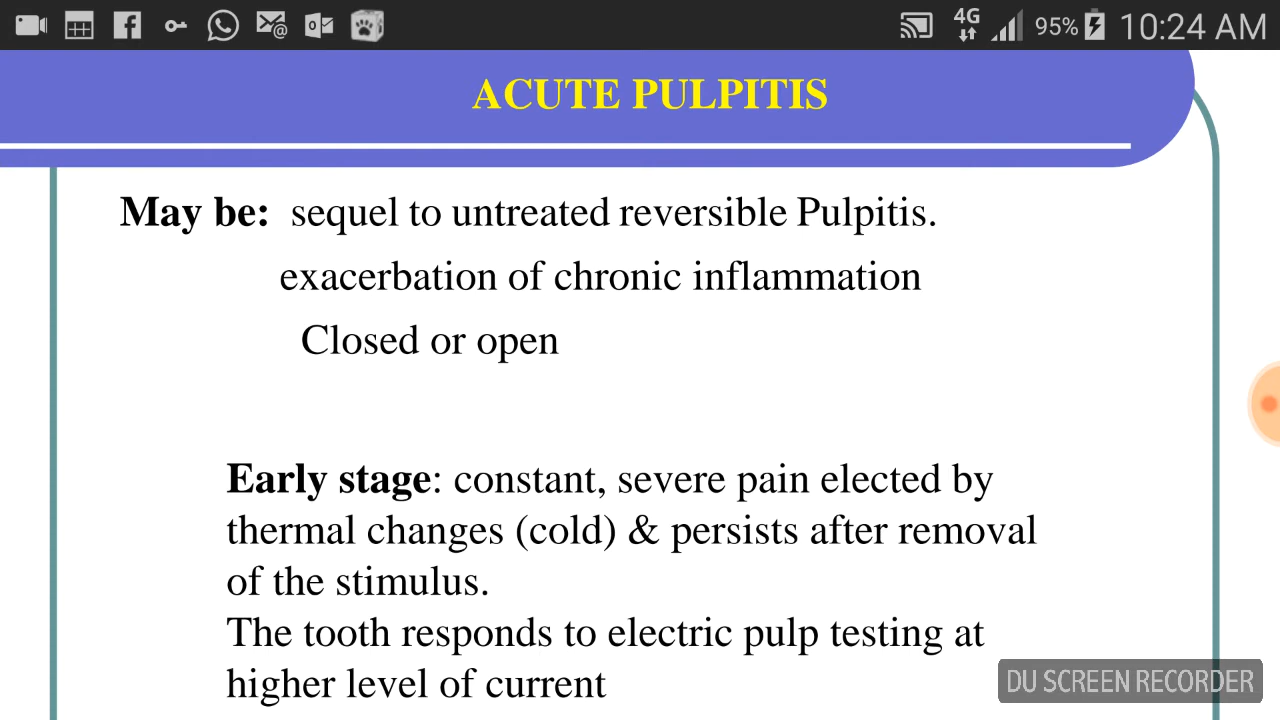 4G
95% 10:24 AM
ACUTE PULPITIS
May be: sequel to untreated reversible Pulpitis.
exacerbation of chronic inflammation
Closed or open
Early stage: constant, severe pain elected by
thermal changes (cold) & persists after removal
of the stimulus.
The tooth responds to electric pulp testing at
higher level of current
DU SCREEN RECORDER